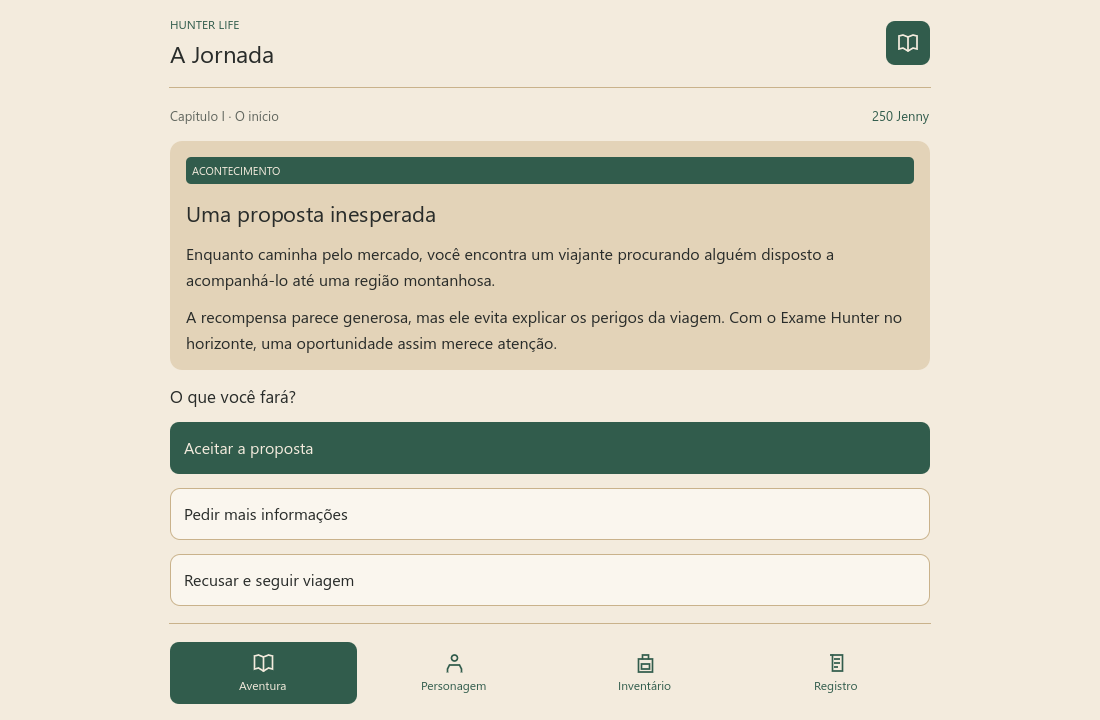 HUNTER LIFE
A Jornada
Capítulo I · O início
250 Jenny
ACONTECIMENTO
Uma proposta inesperada
Enquanto caminha pelo mercado, você encontra um viajante procurando alguém disposto a
acompanhá-lo até uma região montanhosa.
A recompensa parece generosa, mas ele evita explicar os perigos da viagem. Com o Exame Hunter no
horizonte, uma oportunidade assim merece atenção.
O que você fará?
Aceitar a proposta
Pedir mais informações
Recusar e seguir viagem
Aventura
Personagem
Inventário
Registro